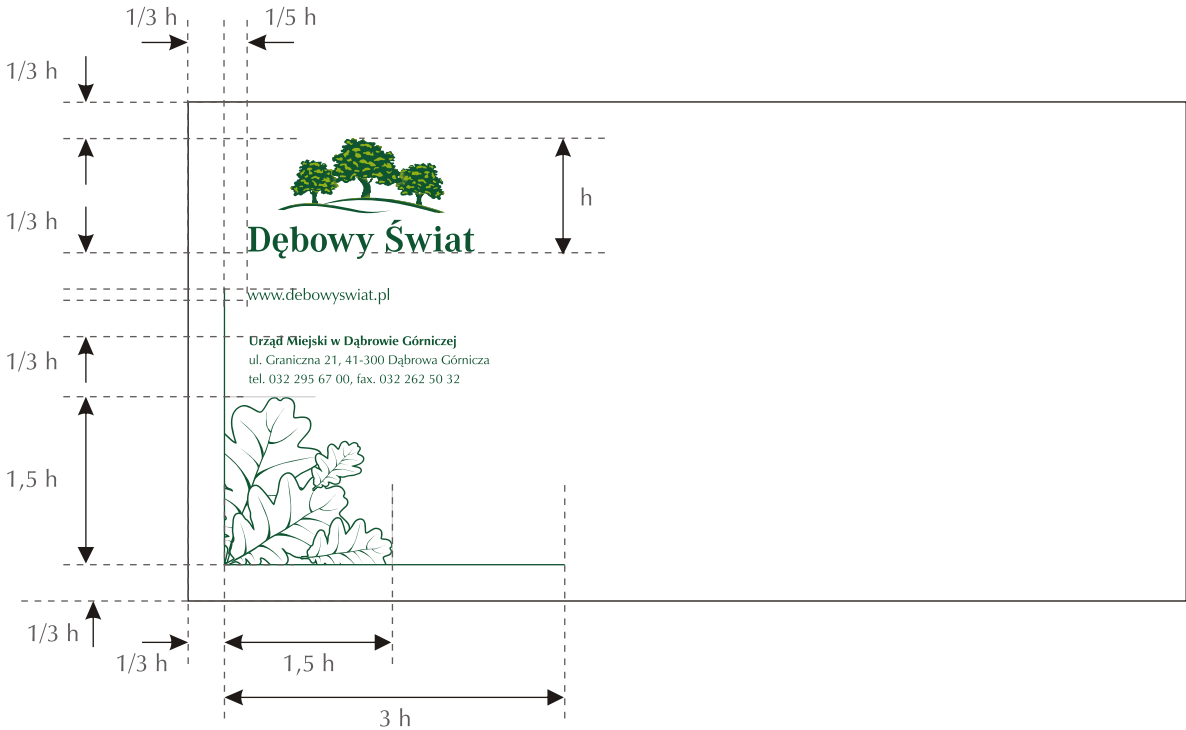 1/3 h
1/5 h
1/3 h
1/3 h
h
Dębowy Świat
www.debowyswiat.pl
Urząd Miejski w Dąbrowie Górniczej
1/3 h
ul. Graniczna 21, 41-300 Dąbrowa Górnicza
tel. 032 295 67 00, fax. 032 262 50 32
1,5 h
1/3 h
1/3 h
1,5 h
3 h